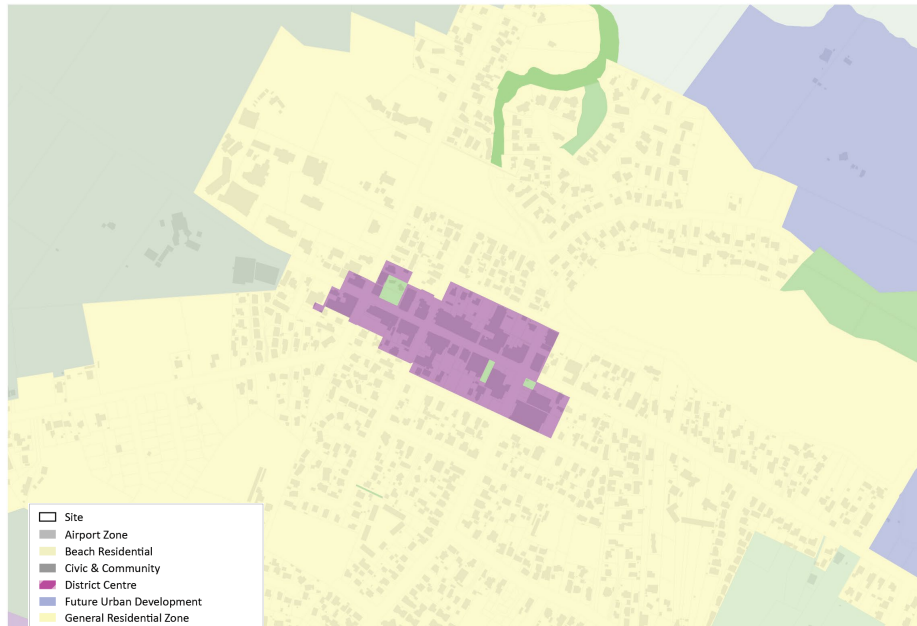 Site
Airport Zone
Beach Residential
Civic & Community
District Centre
Future Urban Development
General Residential Zone